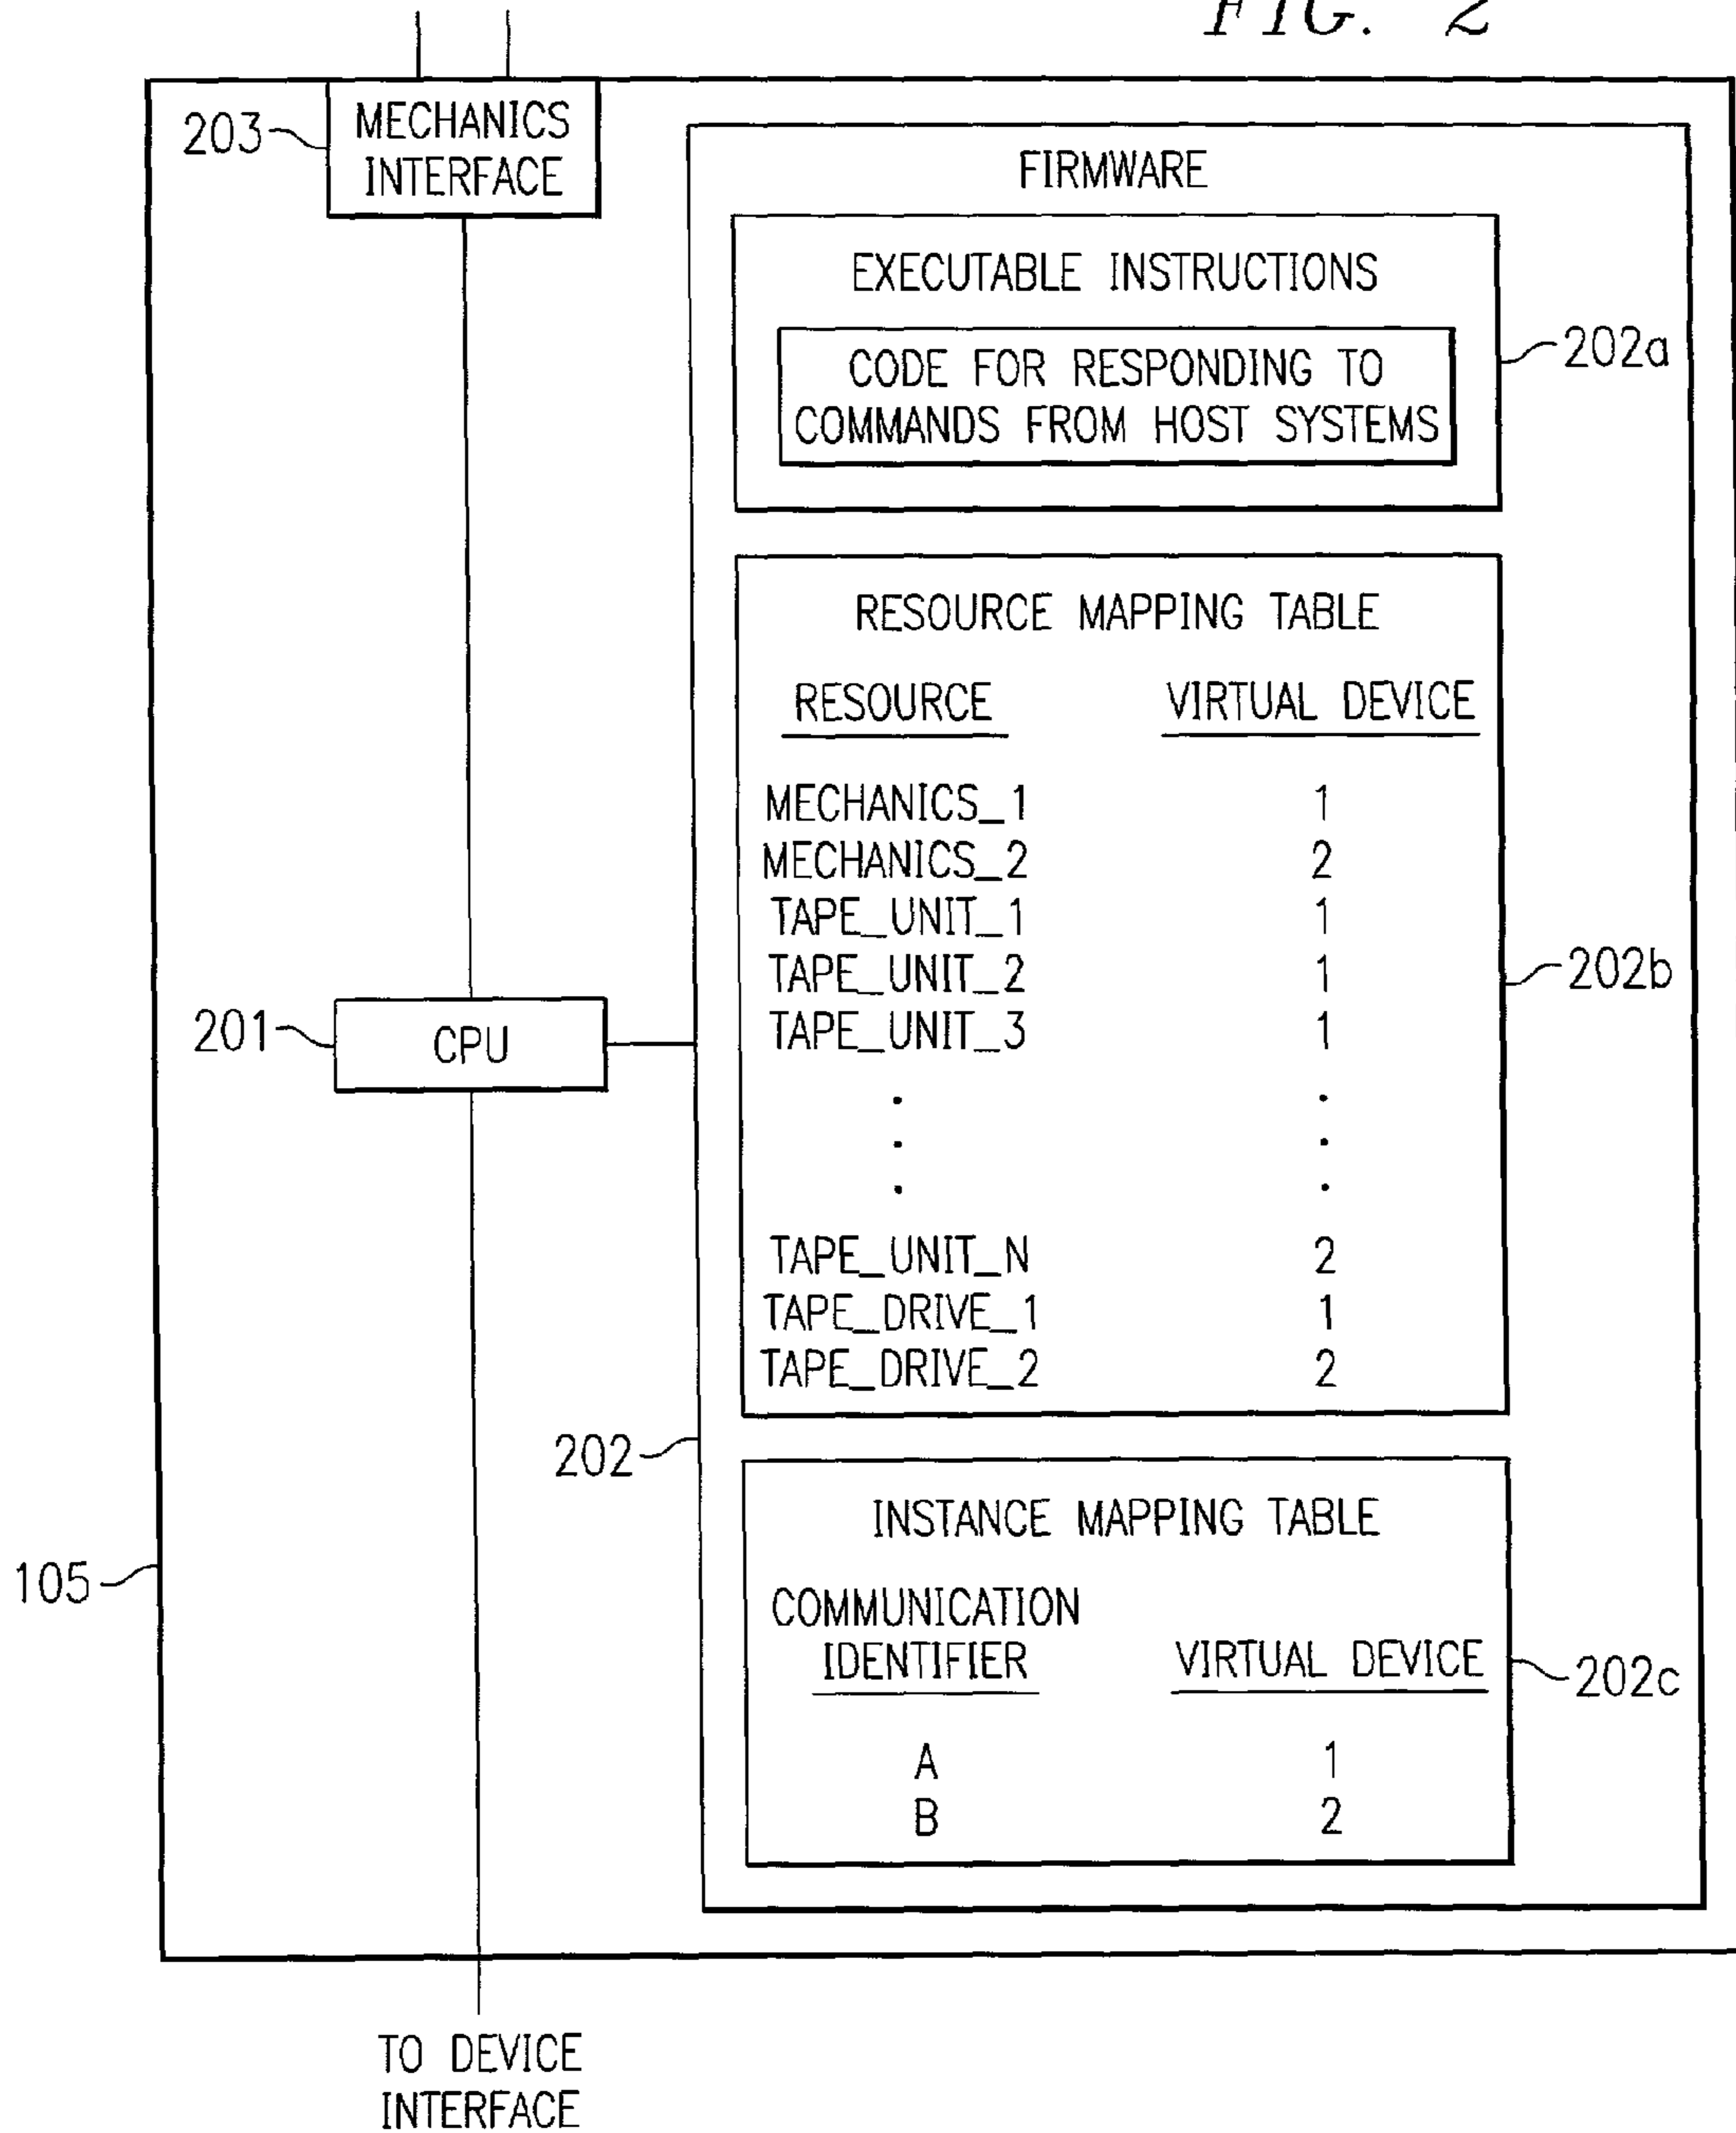 FIG. 2
203
MECHANICS
INTERFACE
FIRMWARE
EXECUTABLE INSTRUCTIONS
CODE FOR RESPONDING TO
COMMANDS FROM HOST SYSTEMS
202a
RESOURCE MAPPING TABLE
RESOURCE VIRTUAL DEVICE
MECHANICS_1 1
MECHANICS_2 2
TAPE_UNIT_1 1
TAPE_UNIT_2 1
TAPE_UNIT_3 1
. .
. .
. .
TAPE_UNIT_N 2
TAPE_DRIVE_1 1
TAPE_DRIVE_2 2
202b
201
CPU
202
INSTANCE MAPPING TABLE
COMMUNICATION
IDENTIFIER VIRTUAL DEVICE
A 1
B 2
202c
105
TO DEVICE
INTERFACE